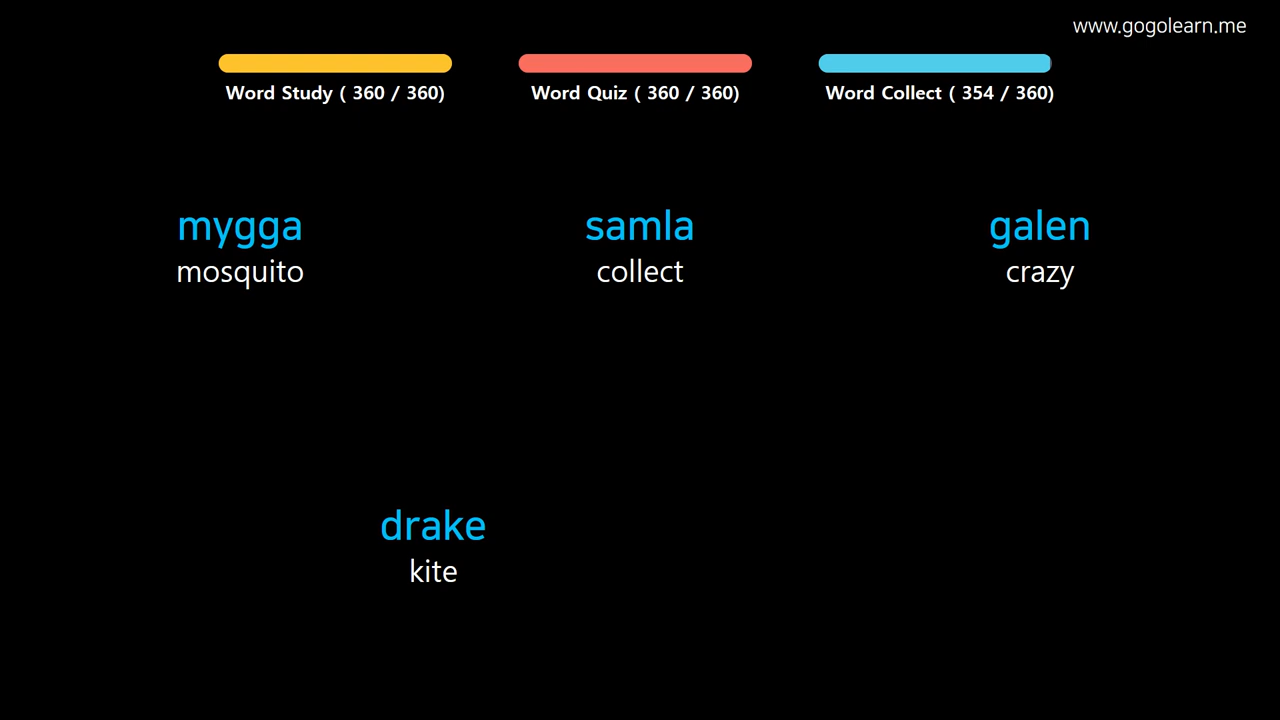 www.gogolearn.me
Word Study ( 360 / 360)
Word Quiz ( 360 / 360)
Word Collect ( 354 / 360)
mygga
mosquito
samla
collect
galen
crazy
drake
kite